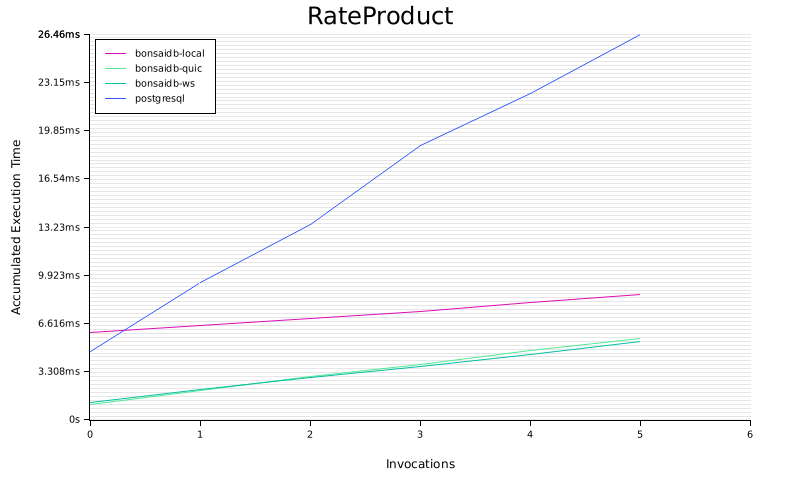 RateProduct
26.46ms
23.15ms
19.85ms
16.54ms
13.23ms
9.923ms
6.616ms
3.308ms
0s
Accumulated Execution Time
bonsaidb-local
bonsaidb-quic
bonsaidb-ws
postgresql
0 1 2 3 4 5 6
Invocations